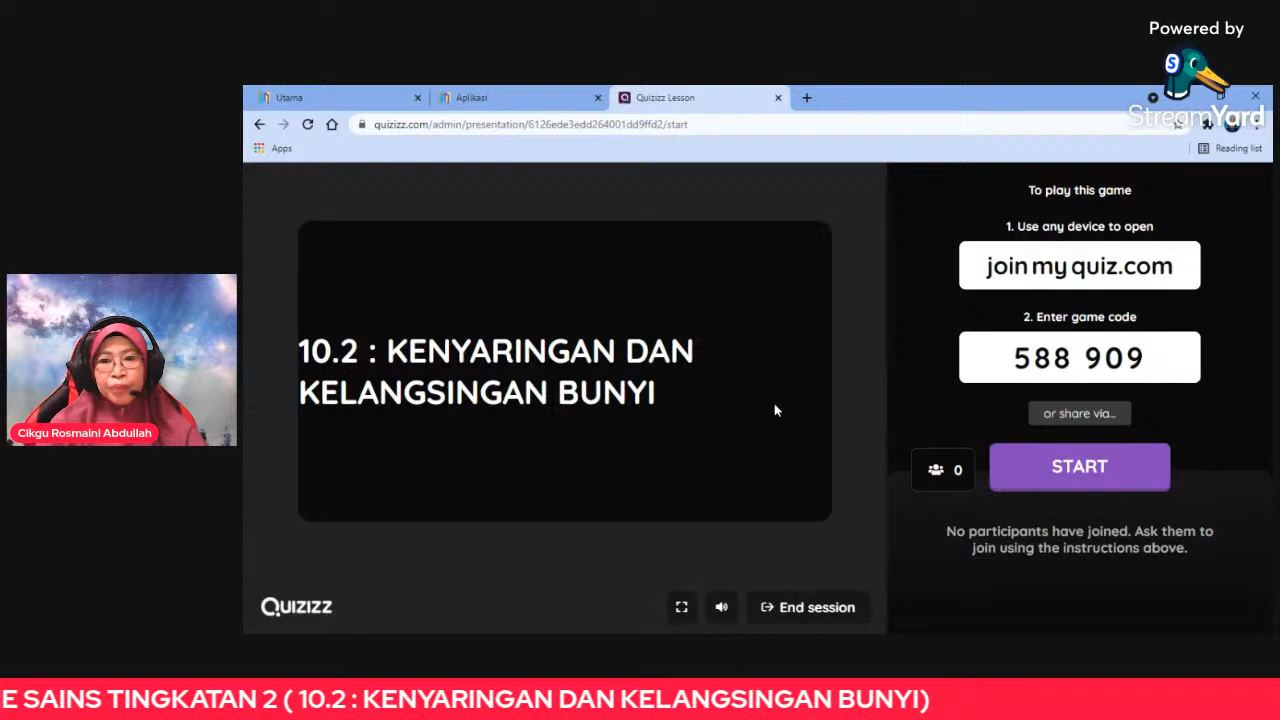 Powered by
StreamYard
Utama
Aplikasi
Quizizz Lesson
quizizz.com/admin/presentation/6126ede3edd264001dd9ffd2/start
Apps
Reading list
To play this game
1. Use any device to open
joinmyquiz.com
2. Enter game code
588 909
or share via...
0
START
No participants have joined. Ask them to
join using the instructions above.
10.2 : KENYARINGAN DAN
KELANGSINGAN BUNYI
Cikgu Rosmaini Abdullah
Quizizz
End session
E SAINS TINGKATAN 2 ( 10.2 : KENYARINGAN DAN KELANGSINGAN BUNYI)